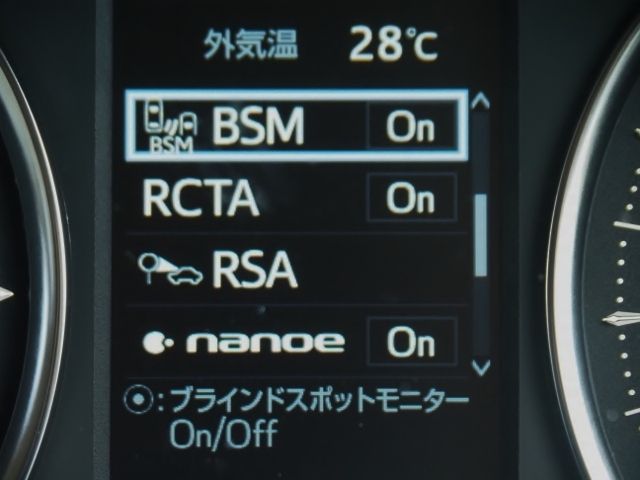 外気温 28℃
BSM BSM On
RCTA On
RSA
nanoe On
:ブラインドスポットモニター
On/Off